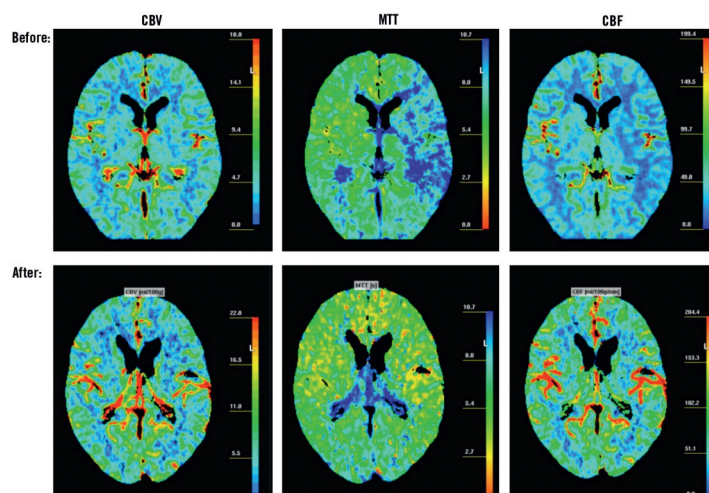 CBV MTT CBF
Before:
18.8 10.7 199.4
L L L
14.1 8.0 149.5
9.4 5.4 99.7
4.7 2.7 49.8
0.0 0.0 0.0
After:
CBV [ml/100g] MTT [s] CBF [ml/100g/min]
22.0 10.7 204.4
L L L
16.5 8.0 153.3
11.0 5.4 102.2
5.5 2.7 51.1